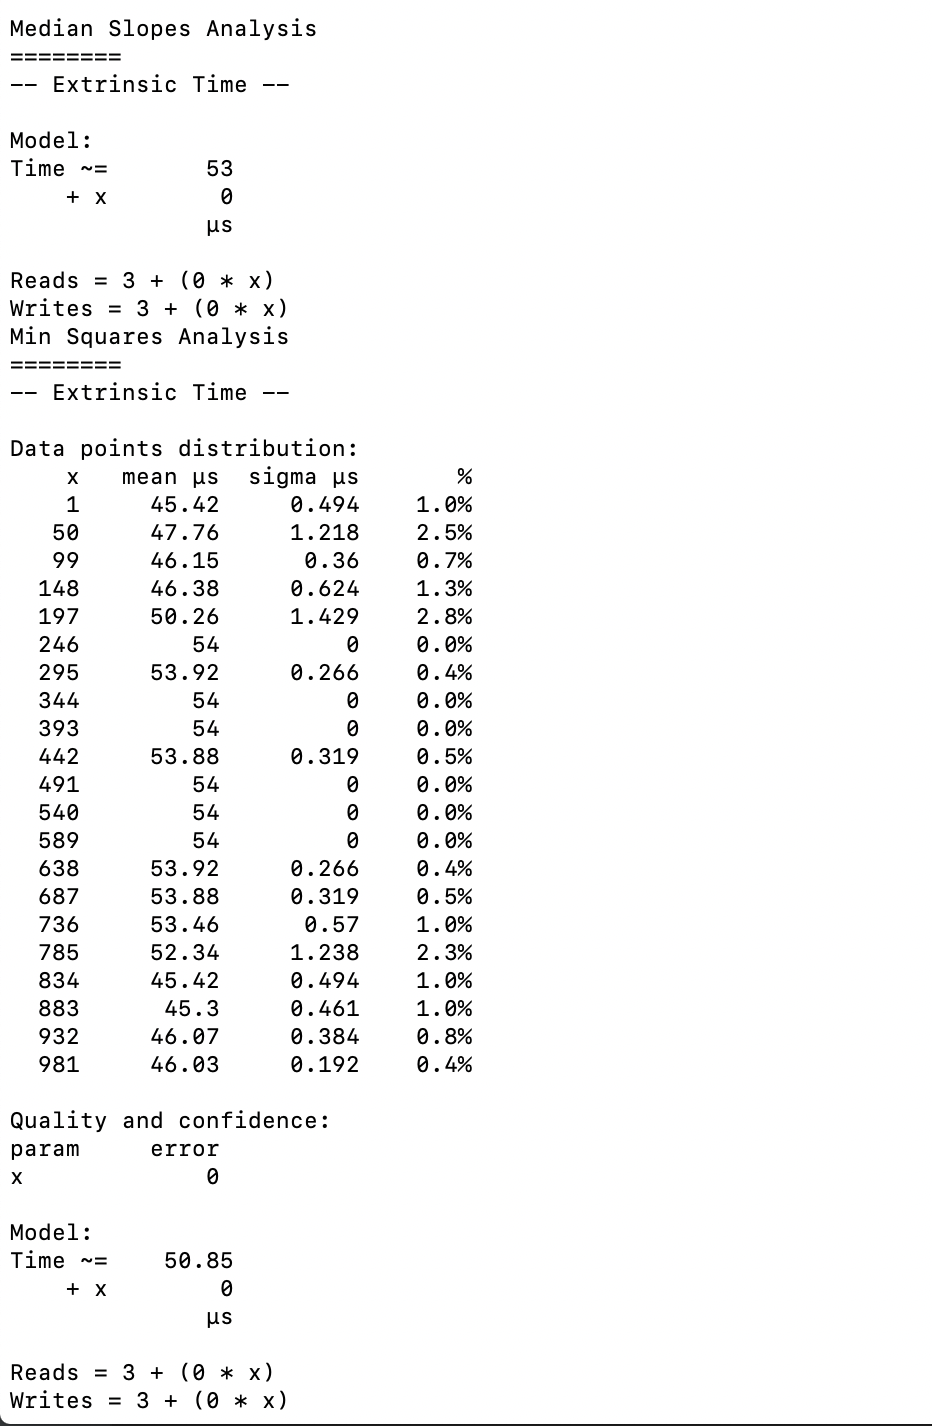 Median Slopes Analysis
========
-- Extrinsic Time --

Model:
Time ~=       53
    + x        0
              µs

Reads = 3 + (0 * x)
Writes = 3 + (0 * x)
Min Squares Analysis
========
-- Extrinsic Time --

Data points distribution:
    x   mean µs  sigma µs       %
    1     45.42     0.494    1.0%
   50     47.76     1.218    2.5%
   99     46.15      0.36    0.7%
  148     46.38     0.624    1.3%
  197     50.26     1.429    2.8%
  246        54         0    0.0%
  295     53.92     0.266    0.4%
  344        54         0    0.0%
  393        54         0    0.0%
  442     53.88     0.319    0.5%
  491        54         0    0.0%
  540        54         0    0.0%
  589        54         0    0.0%
  638     53.92     0.266    0.4%
  687     53.88     0.319    0.5%
  736     53.46      0.57    1.0%
  785     52.34     1.238    2.3%
  834     45.42     0.494    1.0%
  883      45.3     0.461    1.0%
  932     46.07     0.384    0.8%
  981     46.03     0.192    0.4%

Quality and confidence:
param     error
x             0

Model:
Time ~=    50.85
    + x        0
              µs

Reads = 3 + (0 * x)
Writes = 3 + (0 * x)